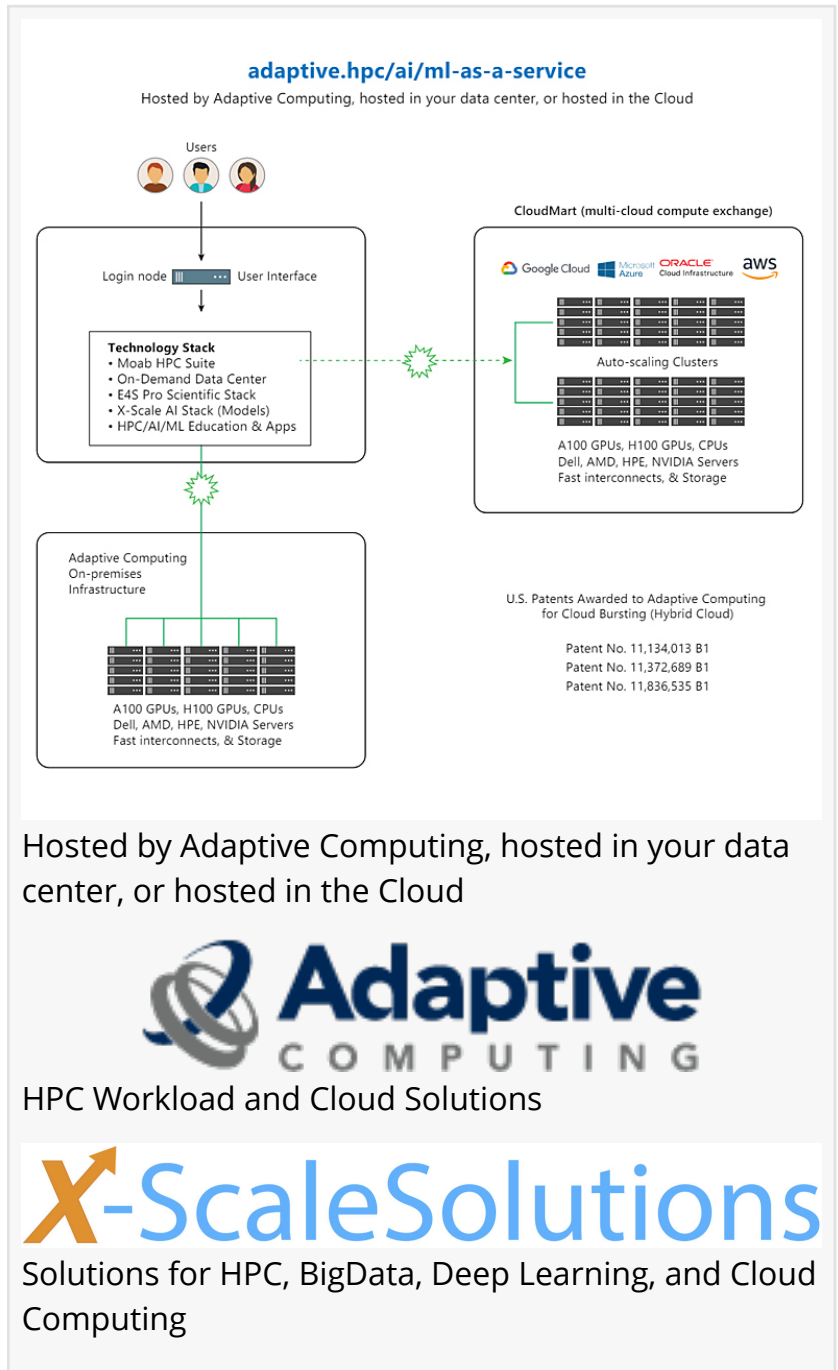 adaptive.hpc/ai/ml-as-a-service
Hosted by Adaptive Computing, hosted in your data center, or hosted in the Cloud
Users
Login node
User Interface
Technology Stack
• Moab HPC Suite
• On-Demand Data Center
• E4S Pro Scientific Stack
• X-Scale AI Stack (Models)
• HPC/AI/ML Education & Apps
CloudMart (multi-cloud compute exchange)
Google Cloud
Microsoft
Azure
ORACLE
Cloud Infrastructure
aws
Auto-scaling Clusters
A100 GPUs, H100 GPUs, CPUs
Dell, AMD, HPE, NVIDIA Servers
Fast interconnects, & Storage
Adaptive Computing
On-premises
Infrastructure
A100 GPUs, H100 GPUs, CPUs
Dell, AMD, HPE, NVIDIA Servers
Fast interconnects, & Storage
U.S. Patents Awarded to Adaptive Computing
for Cloud Bursting (Hybrid Cloud)
Patent No. 11,134,013 B1
Patent No. 11,372,689 B1
Patent No. 11,836,535 B1
Hosted by Adaptive Computing, hosted in your data
center, or hosted in the Cloud
Adaptive
COMPUTING
HPC Workload and Cloud Solutions
X-ScaleSolutions
Solutions for HPC, BigData, Deep Learning, and Cloud
Computing